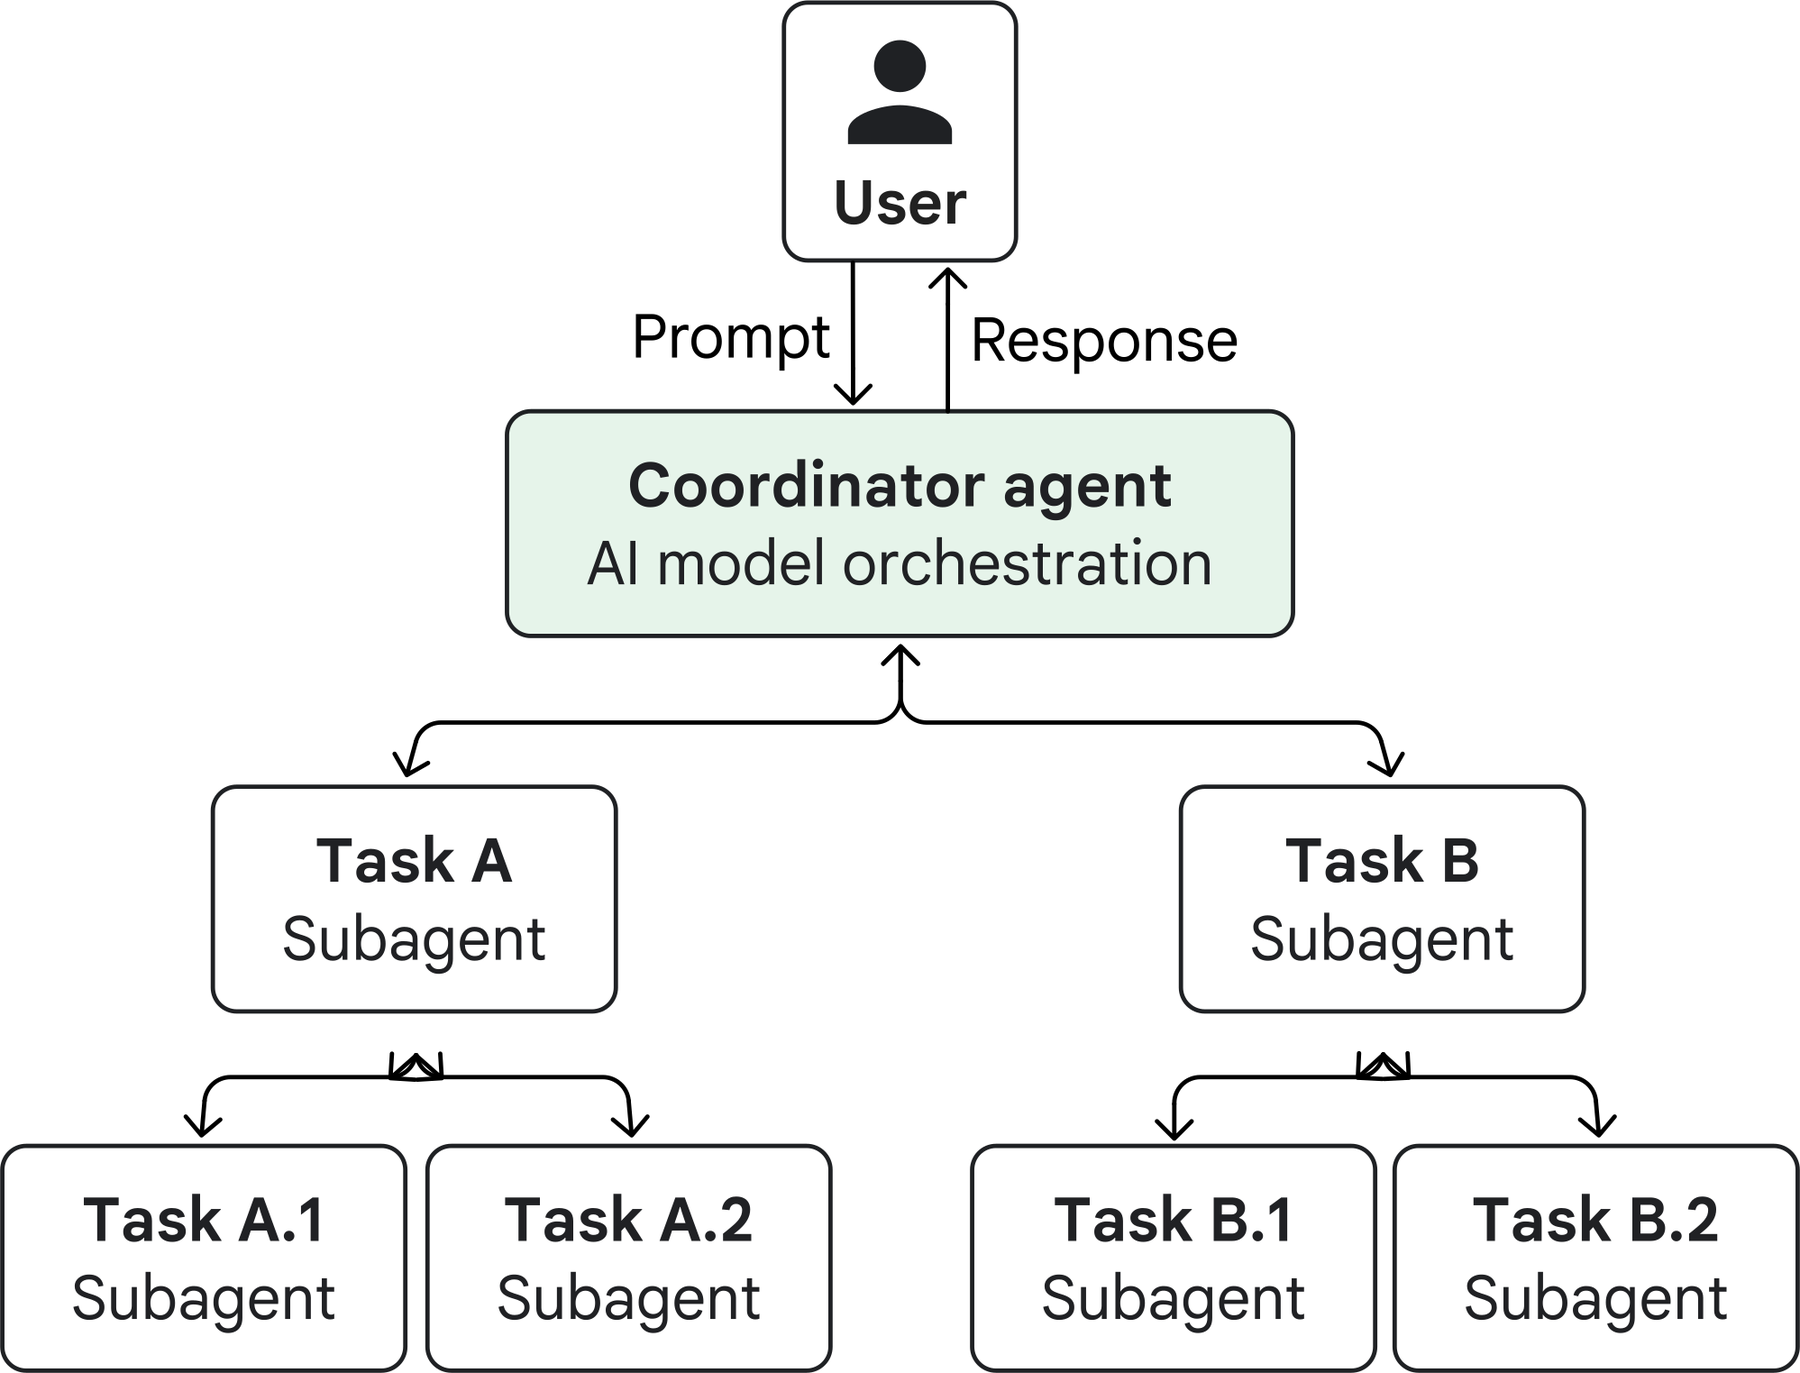 User
Prompt
Response
Coordinator agent
AI model orchestration
Task A
Subagent
Task B
Subagent
Task A.1
Subagent
Task A.2
Subagent
Task B.1
Subagent
Task B.2
Subagent